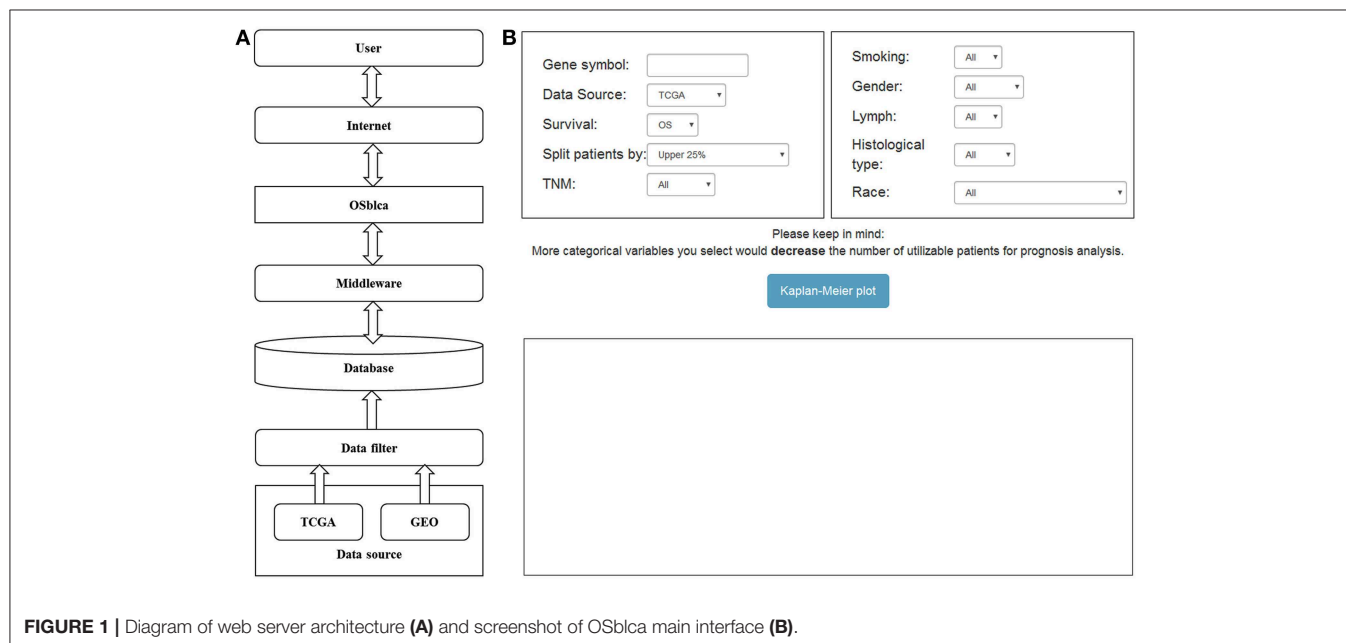 A
User
Internet
OSblca
Middleware
Database
Data filter
TCGA
GEO
Data source
B
Gene symbol:
Data Source: TCGA
Survival: OS
Split patients by: Upper 25%
TNM: All
Smoking: All
Gender: All
Lymph: All
Histological
type: All
Race: All
Please keep in mind:
More categorical variables you select would decrease the number of utilizable patients for prognosis analysis.
Kaplan-Meier plot
FIGURE 1 | Diagram of web server architecture (A) and screenshot of OSblca main interface (B).